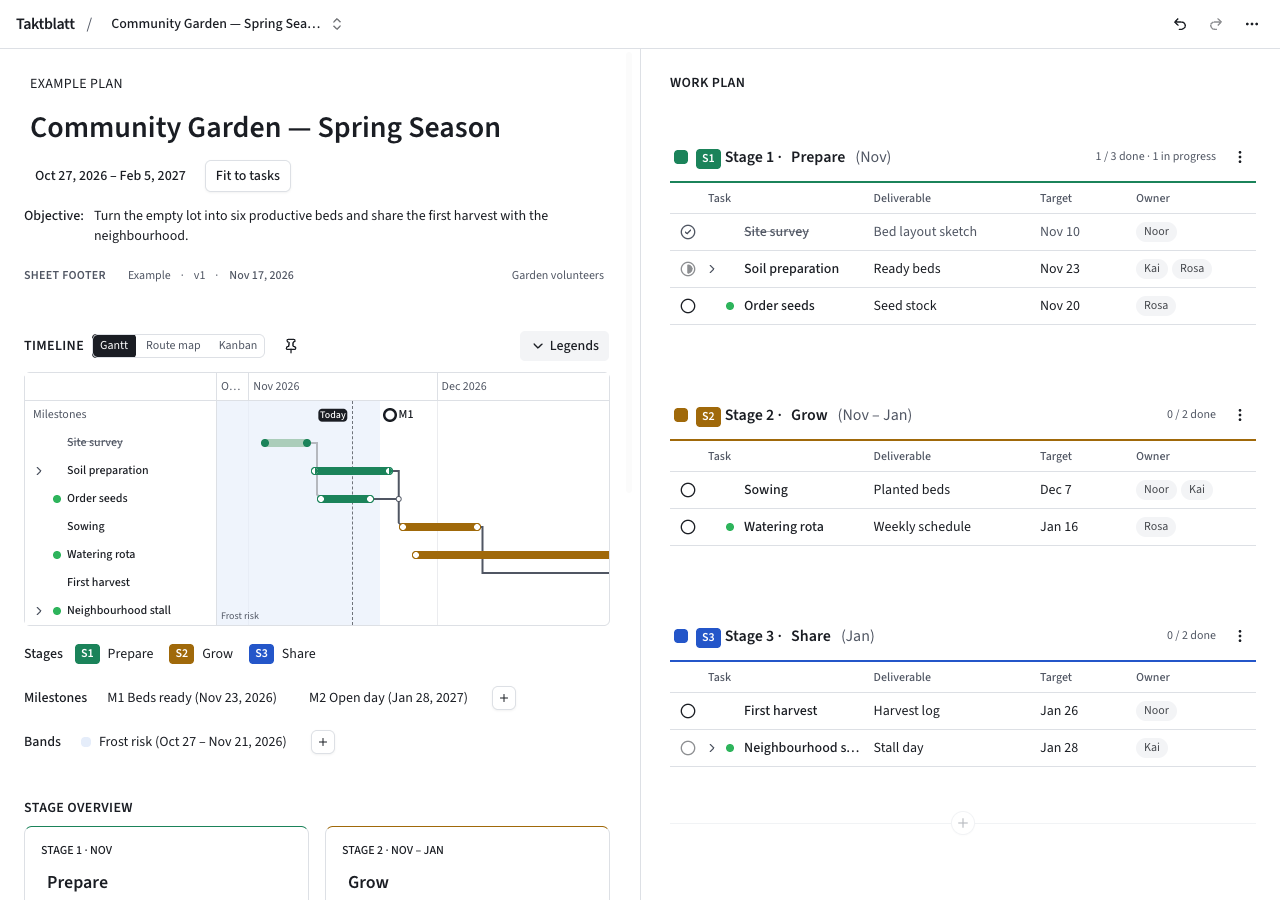 Taktblatt / Community Garden — Spring Sea…
EXAMPLE PLAN
Community Garden — Spring Season
Oct 27, 2026 – Feb 5, 2027 Fit to tasks
Objective: Turn the empty lot into six productive beds and share the first harvest with the
neighbourhood.
SHEET FOOTER Example · v1 · Nov 17, 2026 Garden volunteers
TIMELINE Gantt Route map Kanban Legends
O… Nov 2026 Dec 2026
Milestones Today M1
Site survey
Soil preparation
Order seeds
Sowing
Watering rota
First harvest
Neighbourhood stall
Frost risk
Stages S1 Prepare S2 Grow S3 Share
Milestones M1 Beds ready (Nov 23, 2026) M2 Open day (Jan 28, 2027) +
Bands Frost risk (Oct 27 – Nov 21, 2026) +
STAGE OVERVIEW
STAGE 1 · NOV
Prepare
STAGE 2 · NOV – JAN
Grow
WORK PLAN
S1 Stage 1 · Prepare (Nov) 1 / 3 done · 1 in progress
Task Deliverable Target Owner
Site survey Bed layout sketch Nov 10 Noor
Soil preparation Ready beds Nov 23 Kai Rosa
Order seeds Seed stock Nov 20 Rosa
S2 Stage 2 · Grow (Nov – Jan) 0 / 2 done
Task Deliverable Target Owner
Sowing Planted beds Dec 7 Noor Kai
Watering rota Weekly schedule Jan 16 Rosa
S3 Stage 3 · Share (Jan) 0 / 2 done
Task Deliverable Target Owner
First harvest Harvest log Jan 26 Noor
Neighbourhood s… Stall day Jan 28 Kai
+